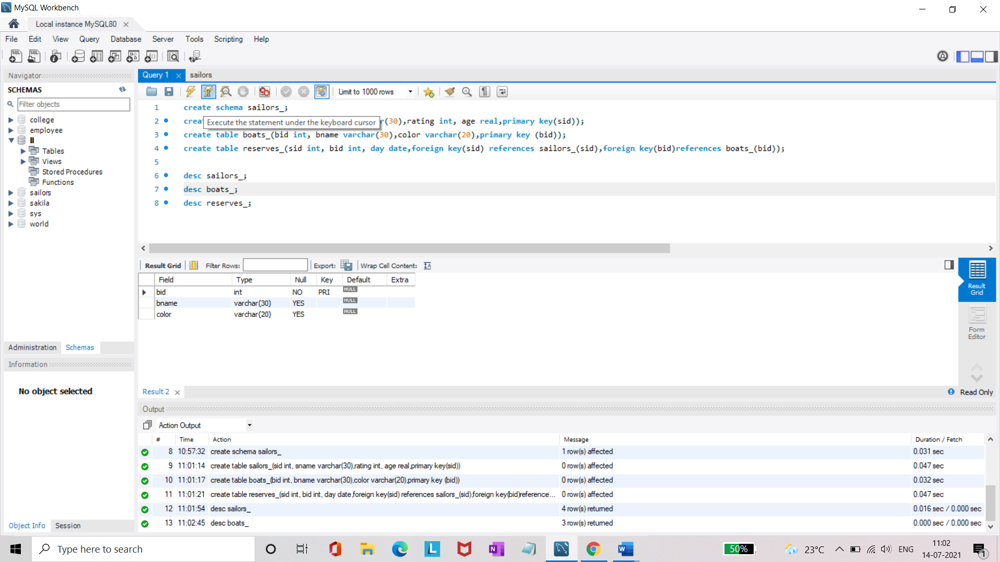 MySQL Workbench
Local instance MySQL80
File Edit View Query Database Server Tools Scripting Help
Navigator
SCHEMAS
Filter objects
college
employee
ll
Tables
Views
Stored Procedures
Functions
sailors
sakila
sys
world
Administration Schemas
Information
No object selected
Object Info Session
Query 1 sailors
Limit to 1000 rows
1 create schema sailors_;
2 crea
Execute the statement under the keyboard cursor
r(30),rating int, age real,primary key(sid));
3 create table boats_(bid int, bname varchar(30),color varchar(20),primary key (bid));
4 create table reserves_(sid int, bid int, day date,foreign key(sid) references sailors_(sid),foreign key(bid)references boats_(bid));
5
6 desc sailors_;
7 desc boats_;
8 desc reserves_;
Result Grid Filter Rows: Export: Wrap Cell Content:
Field Type Null Key Default Extra
bid int NO PRI NULL
bname varchar(30) YES NULL
color varchar(20) YES NULL
Result Grid
Form Editor
Result 2
Read Only
Output
Action Output
# Time Action Message Duration / Fetch
8 10:57:32 create schema sailors_ 1 row(s) affected 0.031 sec
9 11:01:14 create table sailors_(sid int, sname varchar(30),rating int, age real,primary key(sid)) 0 row(s) affected 0.047 sec
10 11:01:17 create table boats_(bid int, bname varchar(30),color varchar(20),primary key (bid)) 0 row(s) affected 0.032 sec
11 11:01:21 create table reserves_(sid int, bid int, day date,foreign key(sid) references sailors_(sid),foreign key(bid)reference... 0 row(s) affected 0.047 sec
12 11:01:54 desc sailors_ 4 row(s) returned 0.016 sec / 0.000 sec
13 11:02:45 desc boats_ 3 row(s) returned 0.000 sec / 0.000 sec
Type here to search
50%
23°C
ENG
11:02
14-07-2021
1